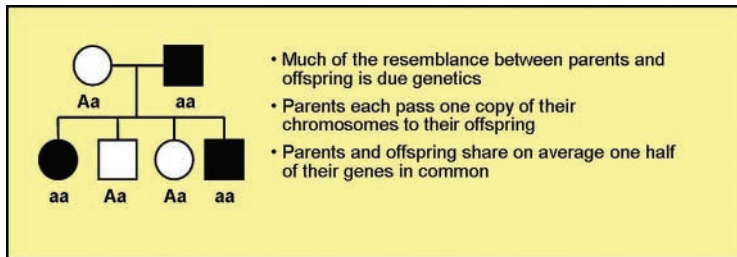 Aa aa
aa Aa Aa aa
• Much of the resemblance between parents and
offspring is due genetics
• Parents each pass one copy of their
chromosomes to their offspring
• Parents and offspring share on average one half
of their genes in common